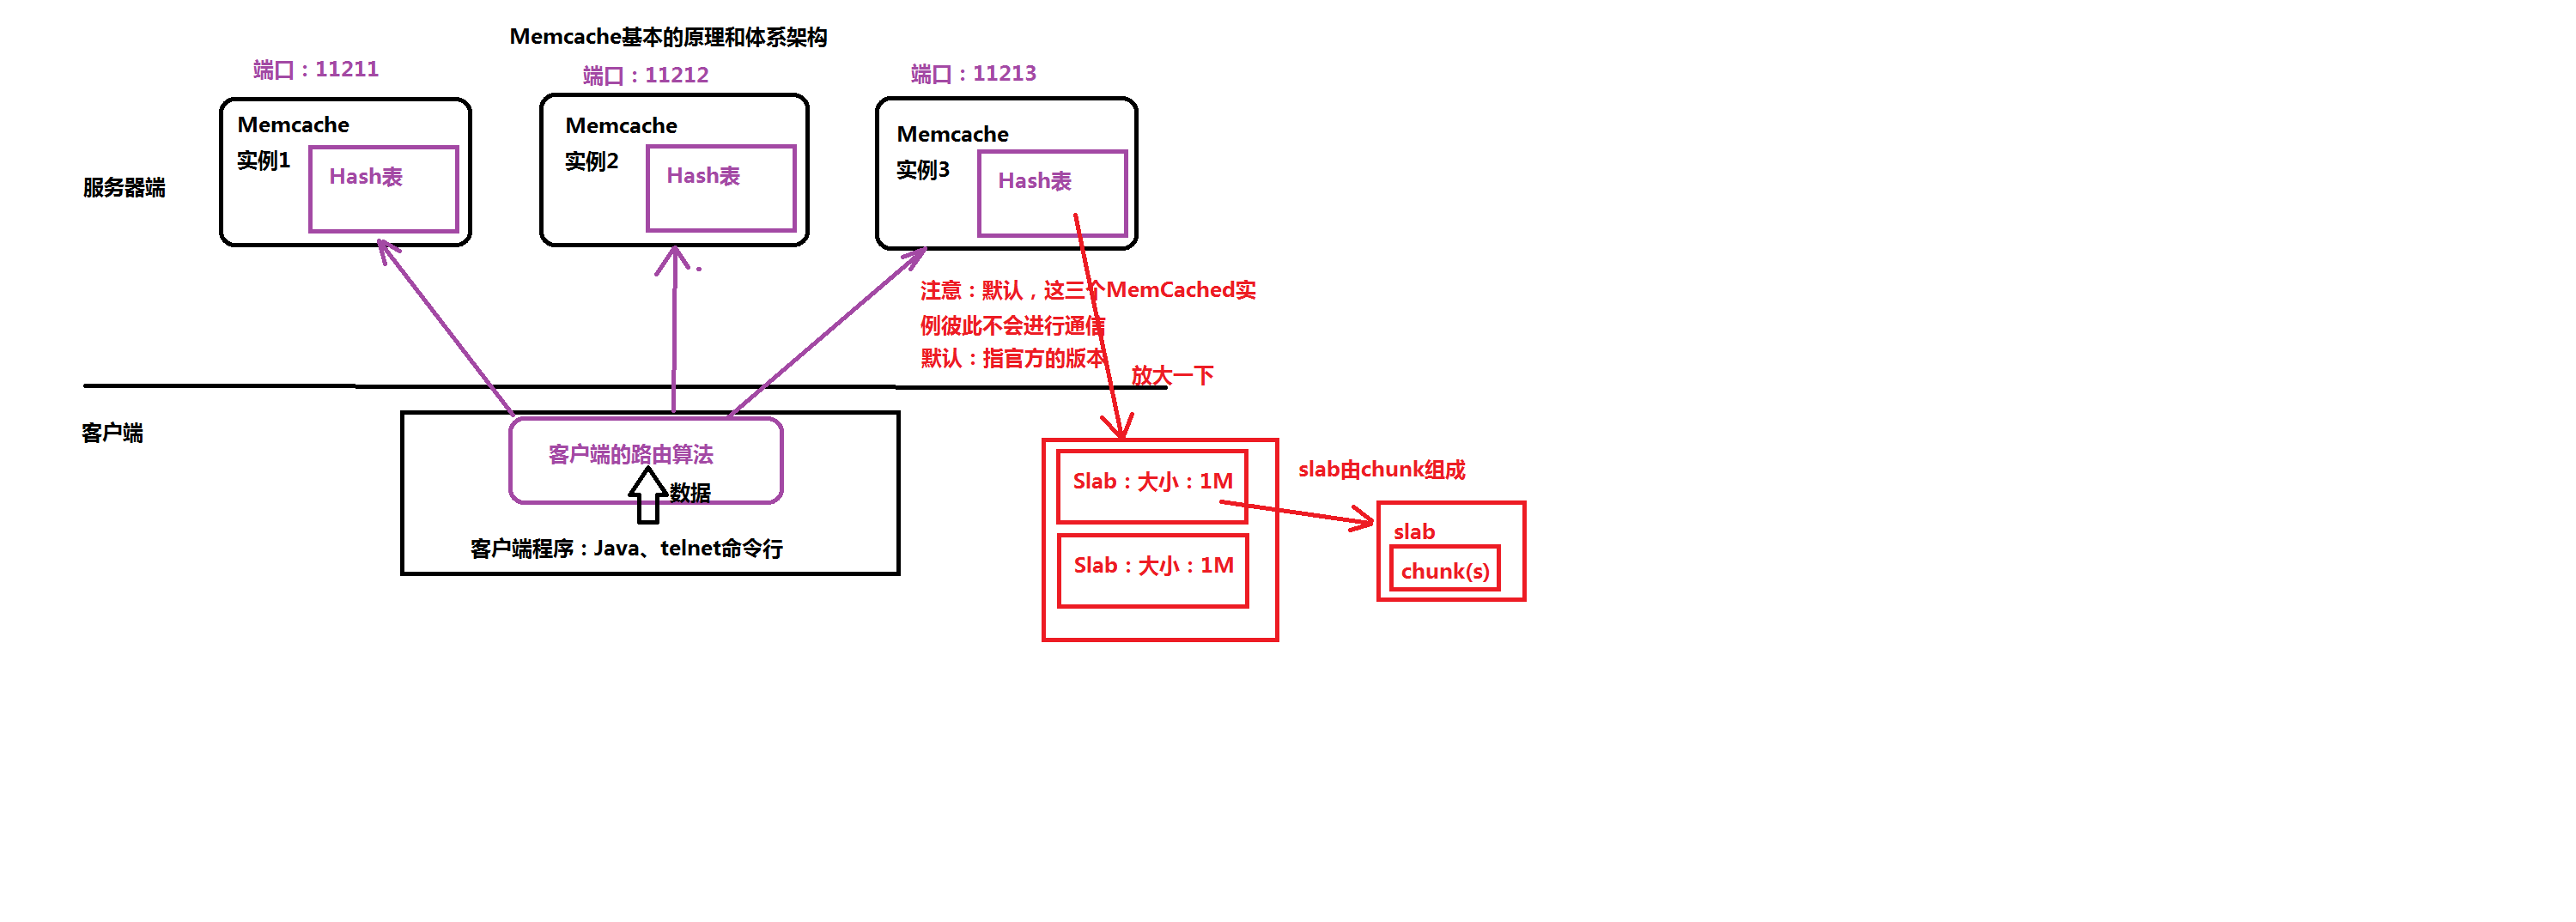 Memcache基本的原理和体系架构
端口：11211
端口：11212
端口：11213
Memcache
实例1
Hash表
Memcache
实例2
Hash表
Memcache
实例3
Hash表
服务器端
注意：默认，这三个MemCached实
例彼此不会进行通信
默认：指官方的版本
放大一下
客户端
客户端的路由算法
数据
客户端程序：Java、telnet命令行
Slab：大小：1M
Slab：大小：1M
slab由chunk组成
slab
chunk(s)